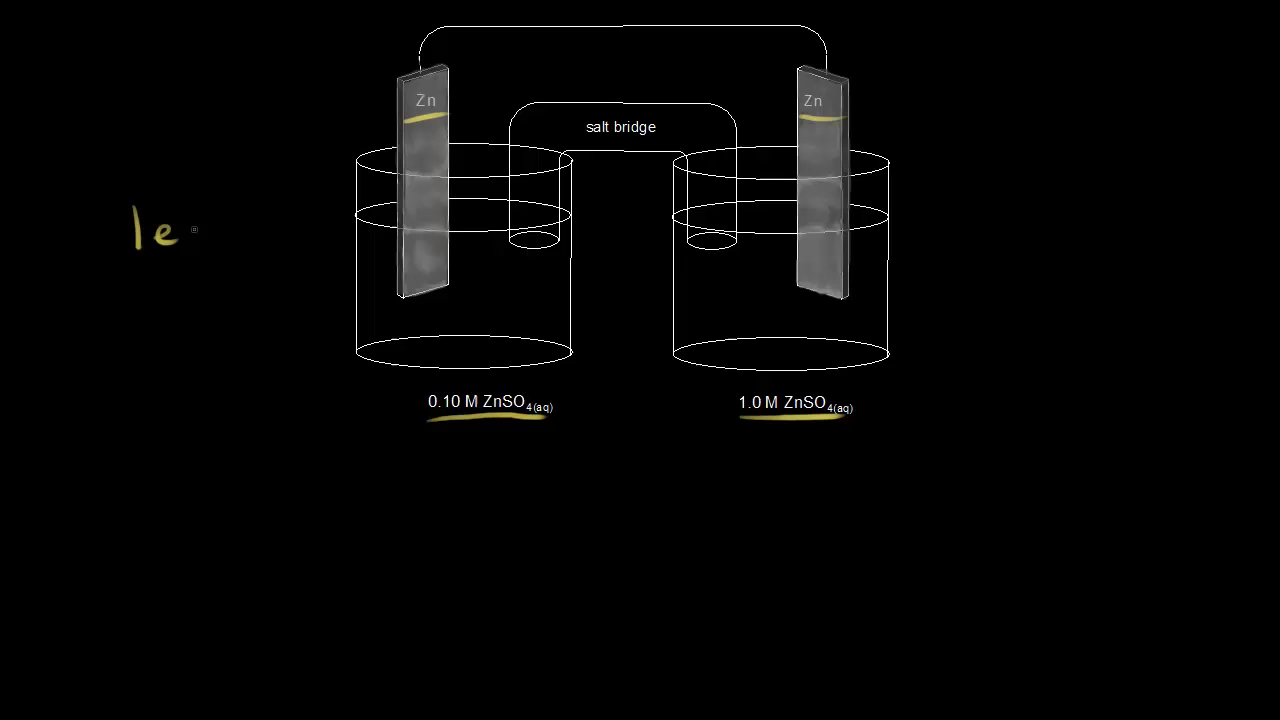 Zn
Zn
salt bridge
le
0.10 M ZnSO4(aq)
1.0 M ZnSO4(aq)